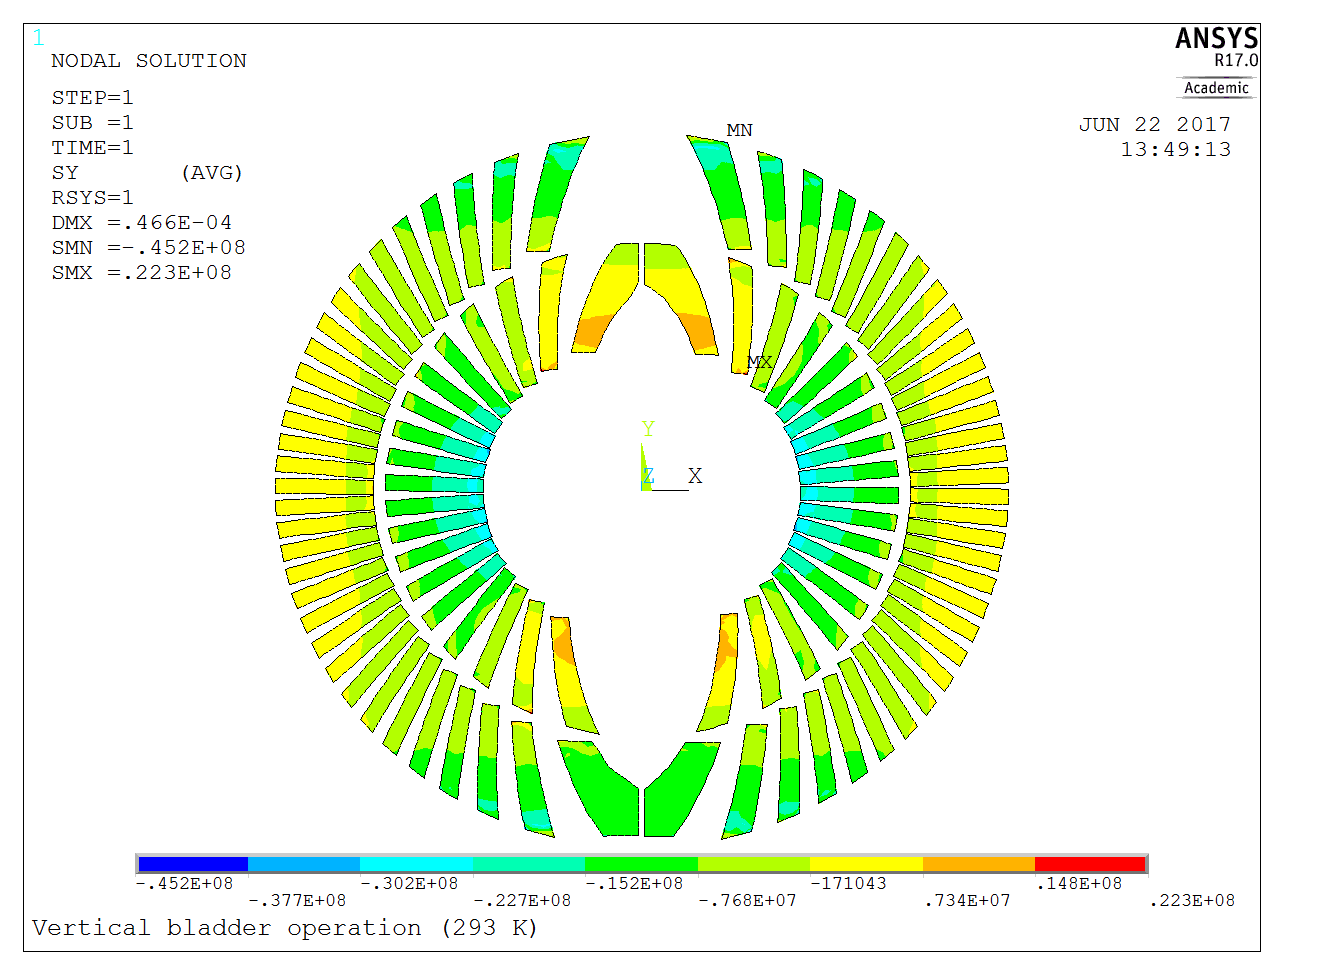 1
NODAL SOLUTION
STEP=1
SUB =1
TIME=1
SY (AVG)
RSYS=1
DMX =.466E-04
SMN =-.452E+08
SMX =.223E+08
ANSYS
R17.0
Academic
JUN 22 2017
13:49:13
MN
MX
Y
Z X
-.452E+08
-.377E+08
-.302E+08
-.227E+08
-.152E+08
-.768E+07
-171043
.734E+07
.148E+08
.223E+08
Vertical bladder operation (293 K)